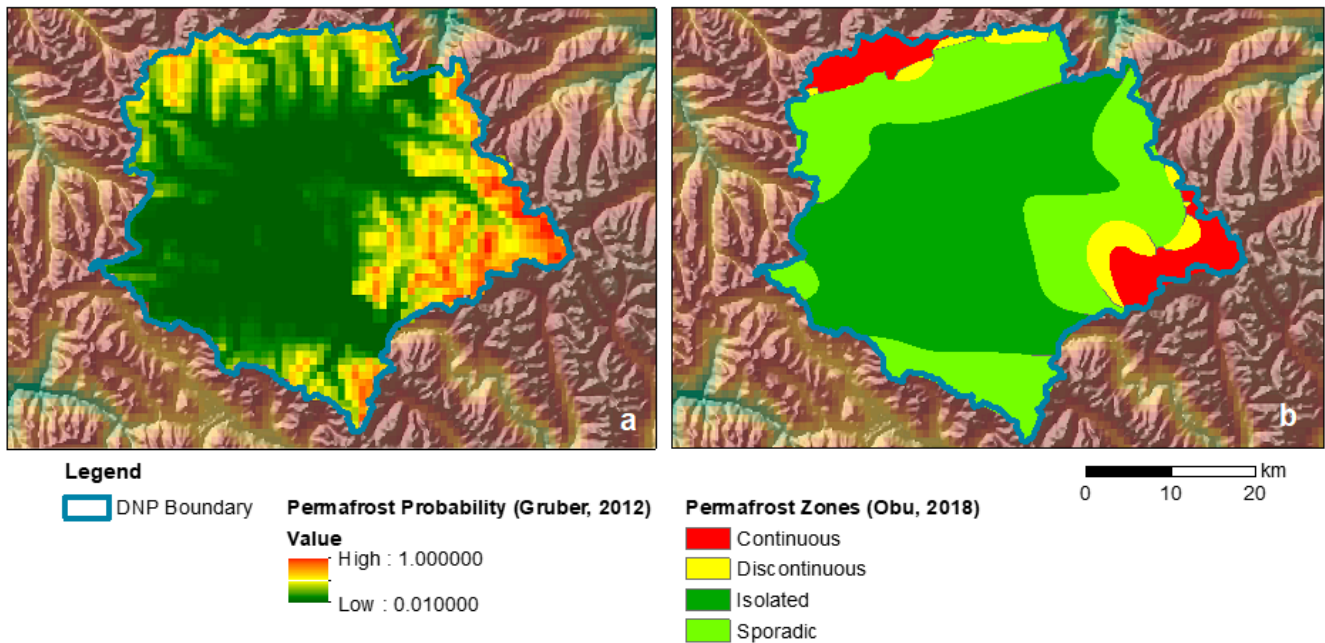 a
b
Legend
DNP Boundary
Permafrost Probability (Gruber, 2012)
Value
High : 1.000000
Low : 0.010000
Permafrost Zones (Obu, 2018)
Continuous
Discontinuous
Isolated
Sporadic
km
0 10 20